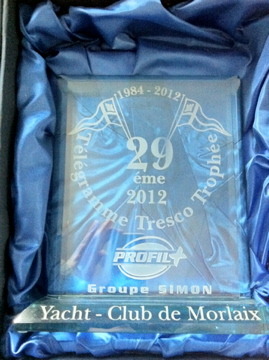 1984 - 2012
Télégramme Tresco Trophée
29
ème
2012
PROFIL+
Groupe SIMON
Yacht - Club de Morlaix